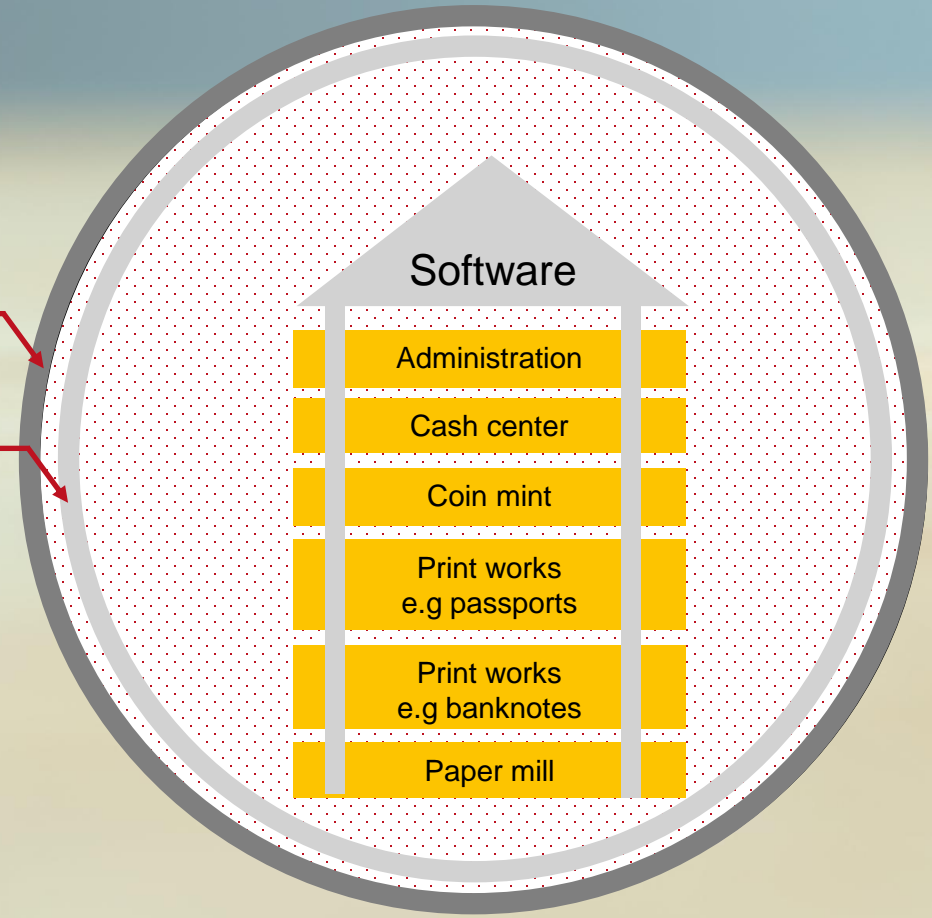 Software
Administration
Cash center
Coin mint
Print works
e.g passports
Print works
e.g banknotes
Paper mill